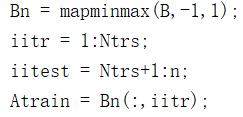 Bn = mapminmax(B,-1,1);
iitr = 1:Ntrs;
iitest = Ntrs+1:n;
Atrain = Bn(:,iitr);